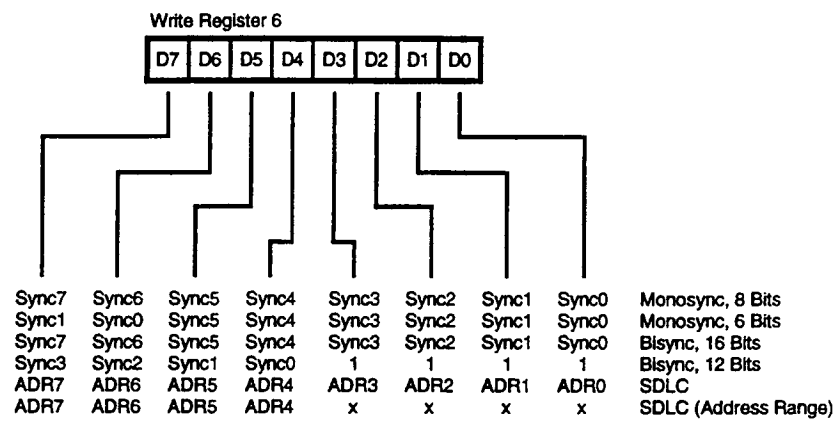 Write Register 6
D7 D6 D5 D4 D3 D2 D1 D0
Sync7 Sync6 Sync5 Sync4 Sync3 Sync2 Sync1 Sync0 Monosync, 8 Bits
Sync1 Sync0 Sync5 Sync4 Sync3 Sync2 Sync1 Sync0 Monosync, 6 Bits
Sync7 Sync6 Sync5 Sync4 Sync3 Sync2 Sync1 Sync0 Bisync, 16 Bits
Sync3 Sync2 Sync1 Sync0 1 1 1 1 Bisync, 12 Bits
ADR7 ADR6 ADR5 ADR4 ADR3 ADR2 ADR1 ADR0 SDLC
ADR7 ADR6 ADR5 ADR4 x x x x SDLC (Address Range)